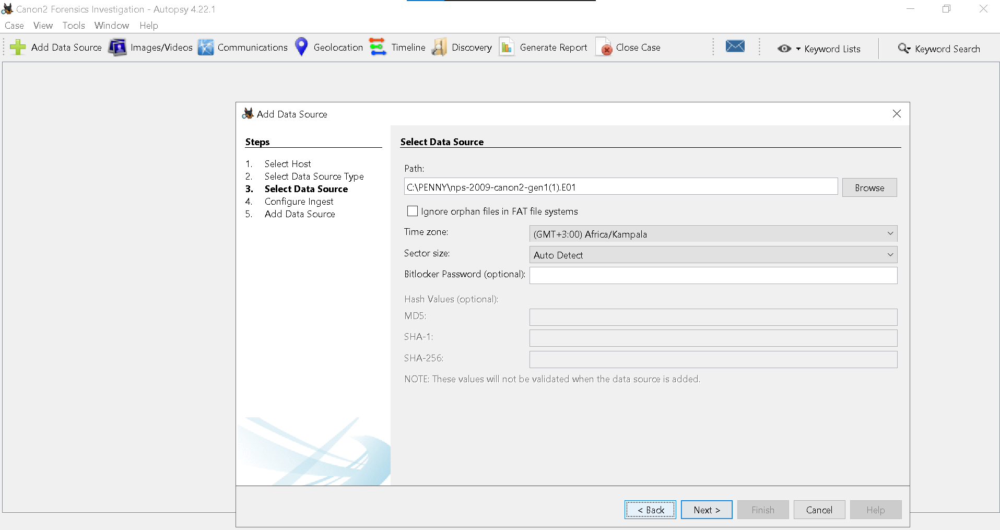 Canon2 Forensics Investigation - Autopsy 4.22.1
Case View Tools Window Help
Add Data Source Images/Videos Communications Geolocation Timeline Discovery Generate Report Close Case Keyword Lists Keyword Search
Add Data Source
Steps
1. Select Host
2. Select Data Source Type
3. Select Data Source
4. Configure Ingest
5. Add Data Source
Select Data Source
Path:
C:\PENNY\nps-2009-canon2-gen1(1).E01 Browse
Ignore orphan files in FAT file systems
Time zone: (GMT+3:00) Africa/Kampala
Sector size: Auto Detect
Bitlocker Password (optional):
Hash Values (optional):
MD5:
SHA-1:
SHA-256:
NOTE: These values will not be validated when the data source is added.
< Back Next > Finish Cancel Help